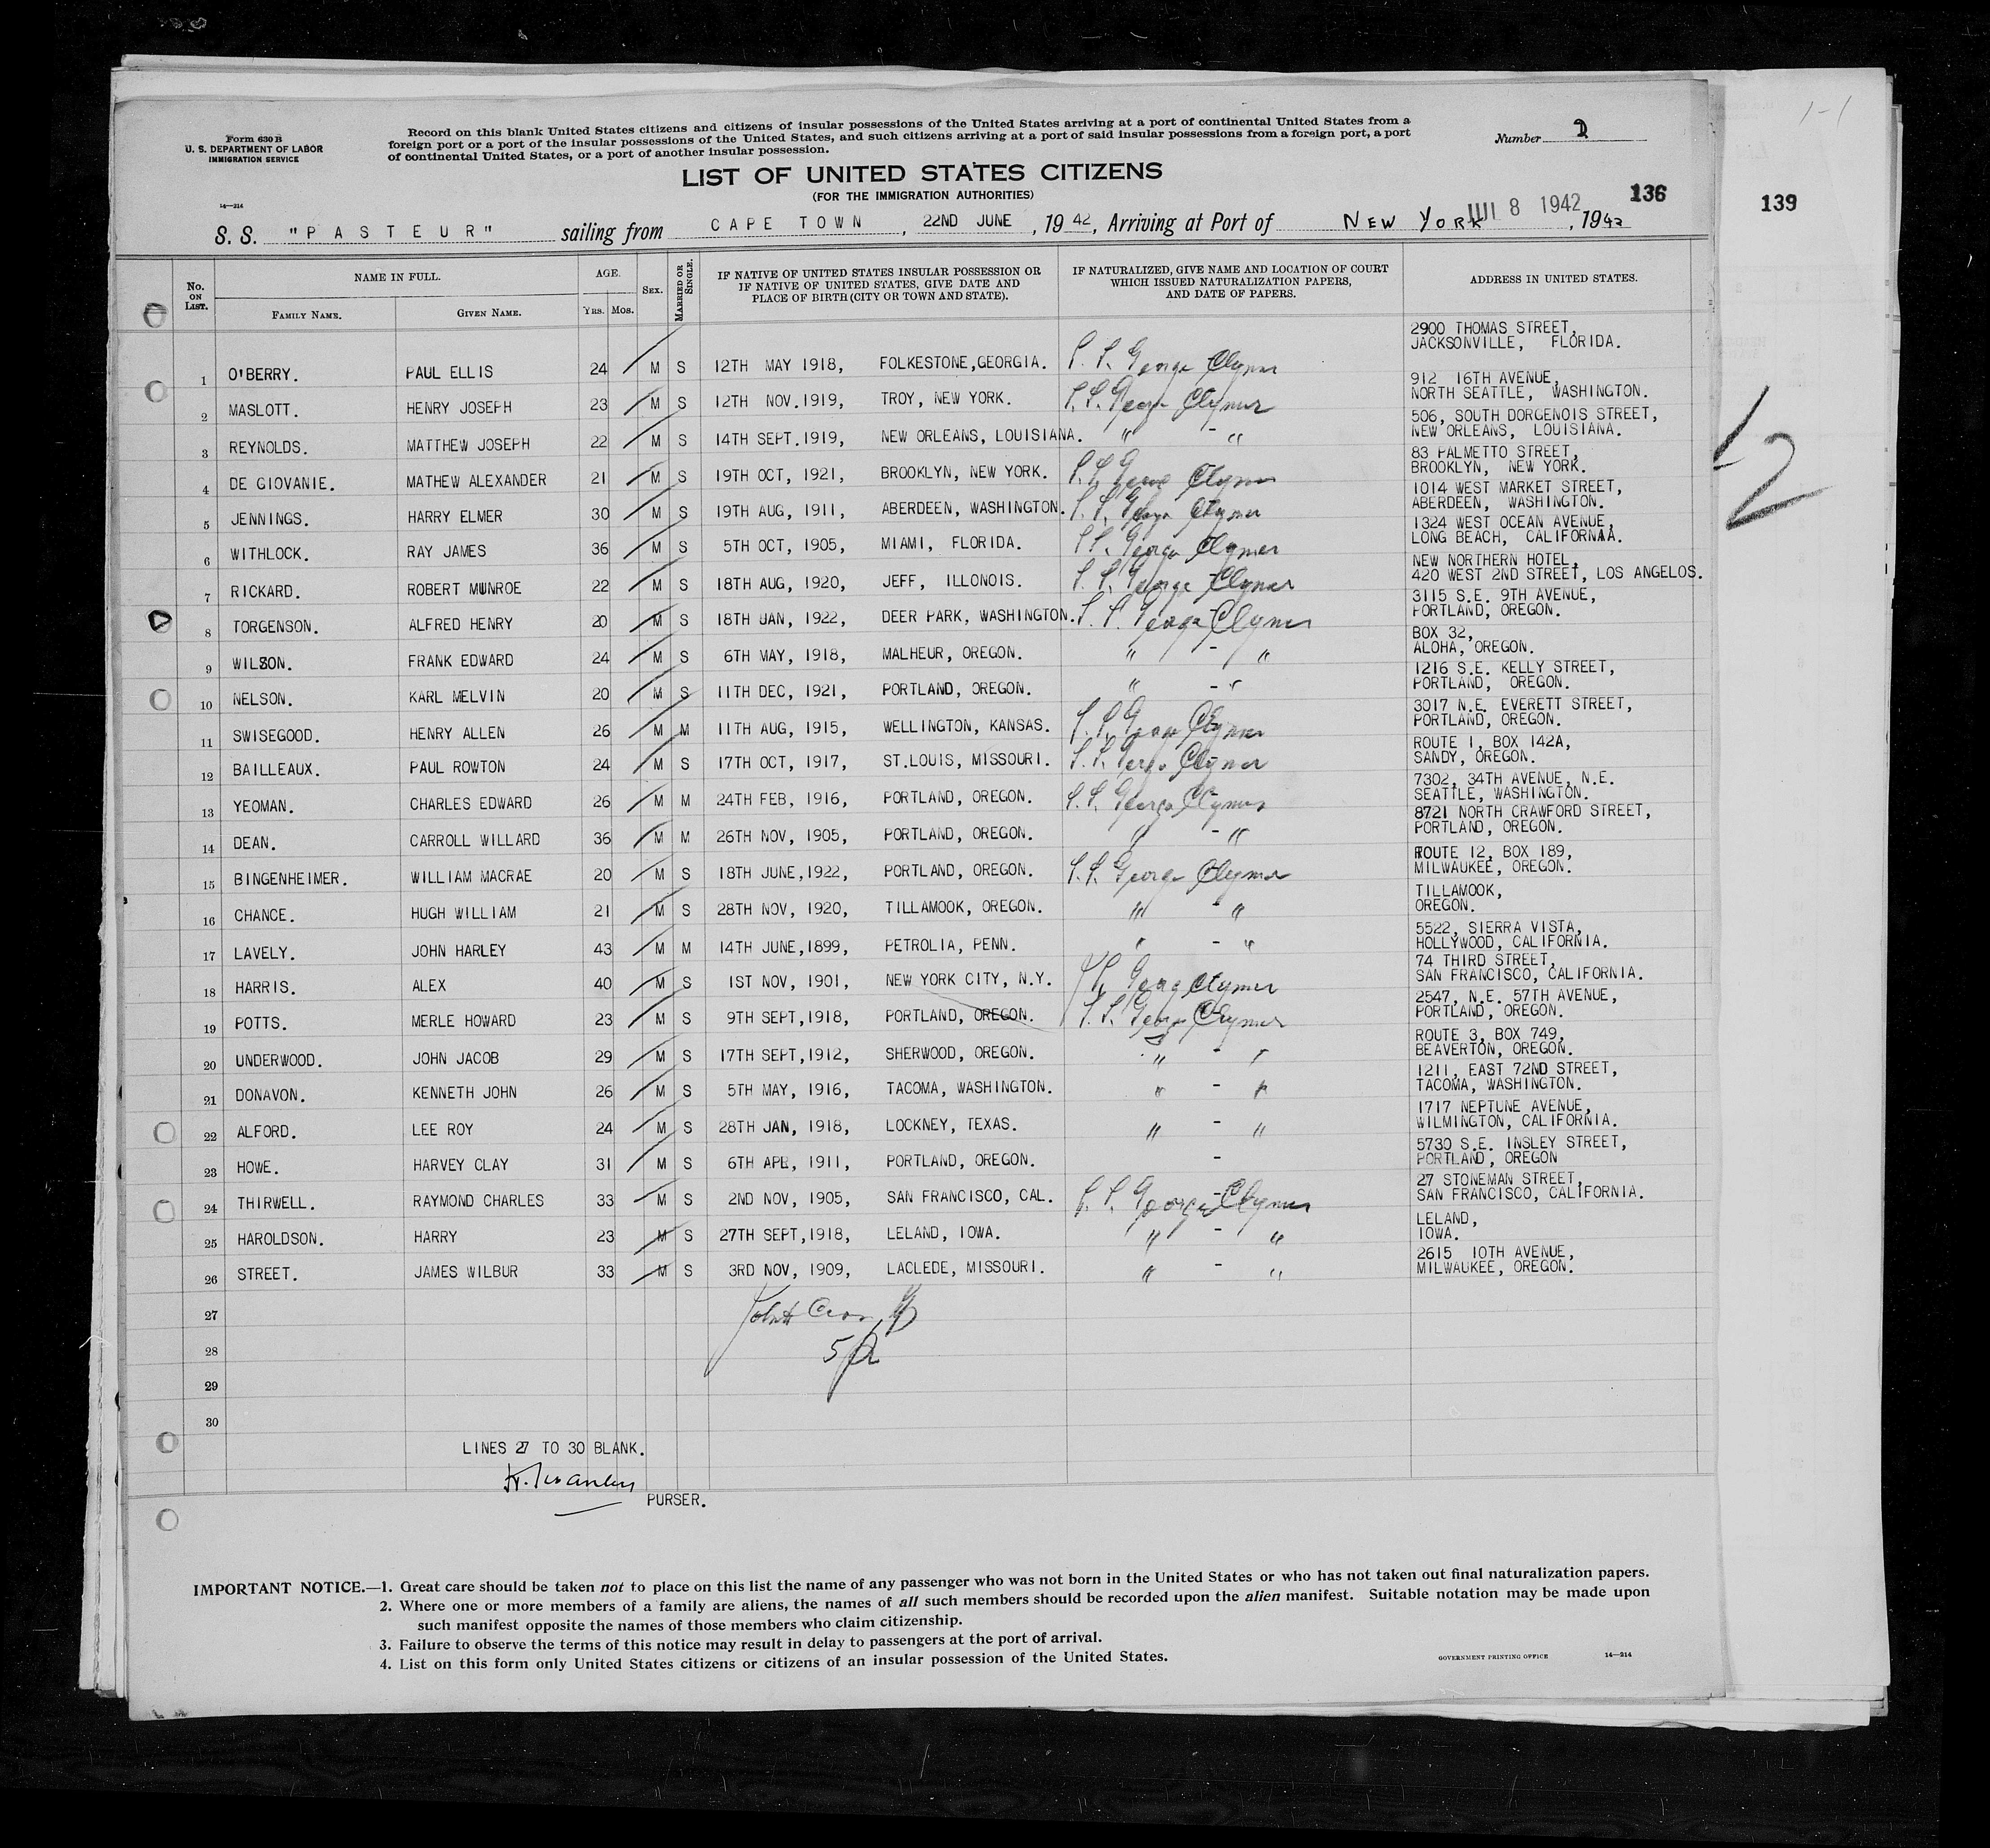 Form 630 B
U. S. DEPARTMENT OF LABOR
IMMIGRATION SERVICE
14—214
Record on this blank United States citizens and citizens of insular possessions of the United States arriving at a port of continental United States from a
foreign port or a port of the insular possessions of the United States, and such citizens arriving at a port of said insular possessions from a foreign port, a port
of continental United States, or a port of another insular possession.
Number
1-1
LIST OF UNITED STATES CITIZENS
(FOR THE IMMIGRATION AUTHORITIES)
136
139
JUL 8 1942
S. S. "PASTEUR" sailing from CAPE TOWN, 22ND JUNE, 1942, Arriving at Port of NEW YORK, 1942
No. ON LIST. NAME IN FULL. FAMILY NAME. GIVEN NAME. AGE. YRS. MOS. SEX. MARRIED OR SINGLE. IF NATIVE OF UNITED STATES INSULAR POSSESSION OR IF NATIVE OF UNITED STATES, GIVE DATE AND PLACE OF BIRTH (CITY OR TOWN AND STATE). IF NATURALIZED, GIVE NAME AND LOCATION OF COURT WHICH ISSUED NATURALIZATION PAPERS, AND DATE OF PAPERS. ADDRESS IN UNITED STATES.
1 O'BERRY. PAUL ELLIS 24 M S 12TH MAY 1918, FOLKESTONE, GEORGIA. S.S. George Clymer 2900 THOMAS STREET, JACKSONVILLE, FLORIDA.
2 MASLOTT. HENRY JOSEPH 23 M S 12TH NOV. 1919, TROY, NEW YORK. S.S. George Clymer 912 16TH AVENUE, NORTH SEATTLE, WASHINGTON.
3 REYNOLDS. MATTHEW JOSEPH 22 M S 14TH SEPT. 1919, NEW ORLEANS, LOUISIANA. " - " 506, SOUTH DORGENOIS STREET, NEW ORLEANS, LOUISIANA.
4 DE GIOVANIE. MATHEW ALEXANDER 21 M S 19TH OCT, 1921, BROOKLYN, NEW YORK. S.S. George Clymer 83 PALMETTO STREET, BROOKLYN, NEW YORK.
5 JENNINGS. HARRY ELMER 30 M S 19TH AUG, 1911, ABERDEEN, WASHINGTON. S.S. George Clymer 1014 WEST MARKET STREET, ABERDEEN, WASHINGTON.
6 WITHLOCK. RAY JAMES 36 M S 5TH OCT, 1905, MIAMI, FLORIDA. S.S. George Clymer 1324 WEST OCEAN AVENUE, LONG BEACH, CALIFORNIA.
7 RICKARD. ROBERT MUNROE 22 M S 18TH AUG, 1920, JEFF, ILLONOIS. S.S. George Clymer NEW NORTHERN HOTEL, 420 WEST 2ND STREET, LOS ANGELOS.
8 TORGENSON. ALFRED HENRY 20 M S 18TH JAN, 1922, DEER PARK, WASHINGTON. S.S. George Clymer 3115 S.E. 9TH AVENUE, PORTLAND, OREGON.
9 WILSON. FRANK EDWARD 24 M S 6TH MAY, 1918, MALHEUR, OREGON. " - " BOX 32, ALOHA, OREGON.
10 NELSON. KARL MELVIN 20 M S 11TH DEC, 1921, PORTLAND, OREGON. " - " 1216 S.E. KELLY STREET, PORTLAND, OREGON.
11 SWISEGOOD. HENRY ALLEN 26 M M 11TH AUG, 1915, WELLINGTON, KANSAS. S.S. George Clymer 3017 N.E. EVERETT STREET, PORTLAND, OREGON.
12 BAILLEAUX. PAUL ROWTON 24 M S 17TH OCT, 1917, ST.LOUIS, MISSOURI. S.S. George Clymer ROUTE 1, BOX 142A, SANDY, OREGON.
13 YEOMAN. CHARLES EDWARD 26 M M 24TH FEB, 1916, PORTLAND, OREGON. S.S. George Clymer 7302, 34TH AVENUE, N.E. SEATTLE, WASHINGTON.
14 DEAN. CARROLL WILLARD 36 M M 26TH NOV, 1905, PORTLAND, OREGON. " - " 8721 NORTH CRAWFORD STREET, PORTLAND, OREGON.
15 BINGENHEIMER. WILLIAM MACRAE 20 M S 18TH JUNE, 1922, PORTLAND, OREGON. S.S. George Clymer ROUTE 12, BOX 189, MILWAUKEE, OREGON.
16 CHANCE. HUGH WILLIAM 21 M S 28TH NOV, 1920, TILLAMOOK, OREGON. " - " TILLAMOOK, OREGON.
17 LAVELY. JOHN HARLEY 43 M M 14TH JUNE, 1899, PETROLIA, PENN. " - " 5522, SIERRA VISTA, HOLLYWOOD, CALIFORNIA.
18 HARRIS. ALEX 40 M S 1ST NOV, 1901, NEW YORK CITY, N.Y. S.S. George Clymer 74 THIRD STREET, SAN FRANCISCO, CALIFORNIA.
19 POTTS. MERLE HOWARD 23 M S 9TH SEPT, 1918, PORTLAND, OREGON. S.S. George Clymer 2547, N.E. 57TH AVENUE, PORTLAND, OREGON.
20 UNDERWOOD. JOHN JACOB 29 M S 17TH SEPT, 1912, SHERWOOD, OREGON. " - " ROUTE 3, BOX 749, BEAVERTON, OREGON.
21 DONAVON. KENNETH JOHN 26 M S 5TH MAY, 1916, TACOMA, WASHINGTON. " - " 1211, EAST 72ND STREET, TACOMA, WASHINGTON.
22 ALFORD. LEE ROY 24 M S 28TH JAN, 1918, LOCKNEY, TEXAS. " - " 1717 NEPTUNE AVENUE, WILMINGTON, CALIFORNIA.
23 HOWE. HARVEY CLAY 31 M S 6TH APR, 1911, PORTLAND, OREGON. - 5730 S.E. INSLEY STREET, PORTLAND, OREGON
24 THIRWELL. RAYMOND CHARLES 33 M S 2ND NOV, 1905, SAN FRANCISCO, CAL. S.S. George Clymer 27 STONEMAN STREET, SAN FRANCISCO, CALIFORNIA.
25 HAROLDSON. HARRY 23 M S 27TH SEPT, 1918, LELAND, IOWA. " - " LELAND, IOWA.
26 STREET. JAMES WILBUR 33 M S 3RD NOV, 1909, LACLEDE, MISSOURI. " - " 2615 10TH AVENUE, MILWAUKEE, OREGON.
12
27
28
29
30
LINES 27 TO 30 BLANK.
PURSER.
IMPORTANT NOTICE.—1. Great care should be taken not to place on this list the name of any passenger who was not born in the United States or who has not taken out final naturalization papers.
2. Where one or more members of a family are aliens, the names of all such members should be recorded upon the alien manifest. Suitable notation may be made upon
such manifest opposite the names of those members who claim citizenship.
3. Failure to observe the terms of this notice may result in delay to passengers at the port of arrival.
4. List on this form only United States citizens or citizens of an insular possession of the United States.
GOVERNMENT PRINTING OFFICE 14—214